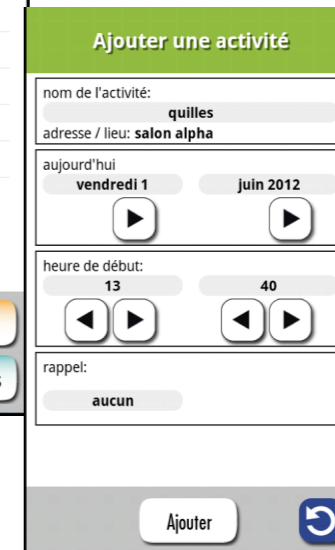 Ajouter une activité
nom de l'activité:
quilles
adresse / lieu: salon alpha
aujourd'hui
vendredi 1 juin 2012
heure de début:
13 40
rappel:
aucun
Ajouter